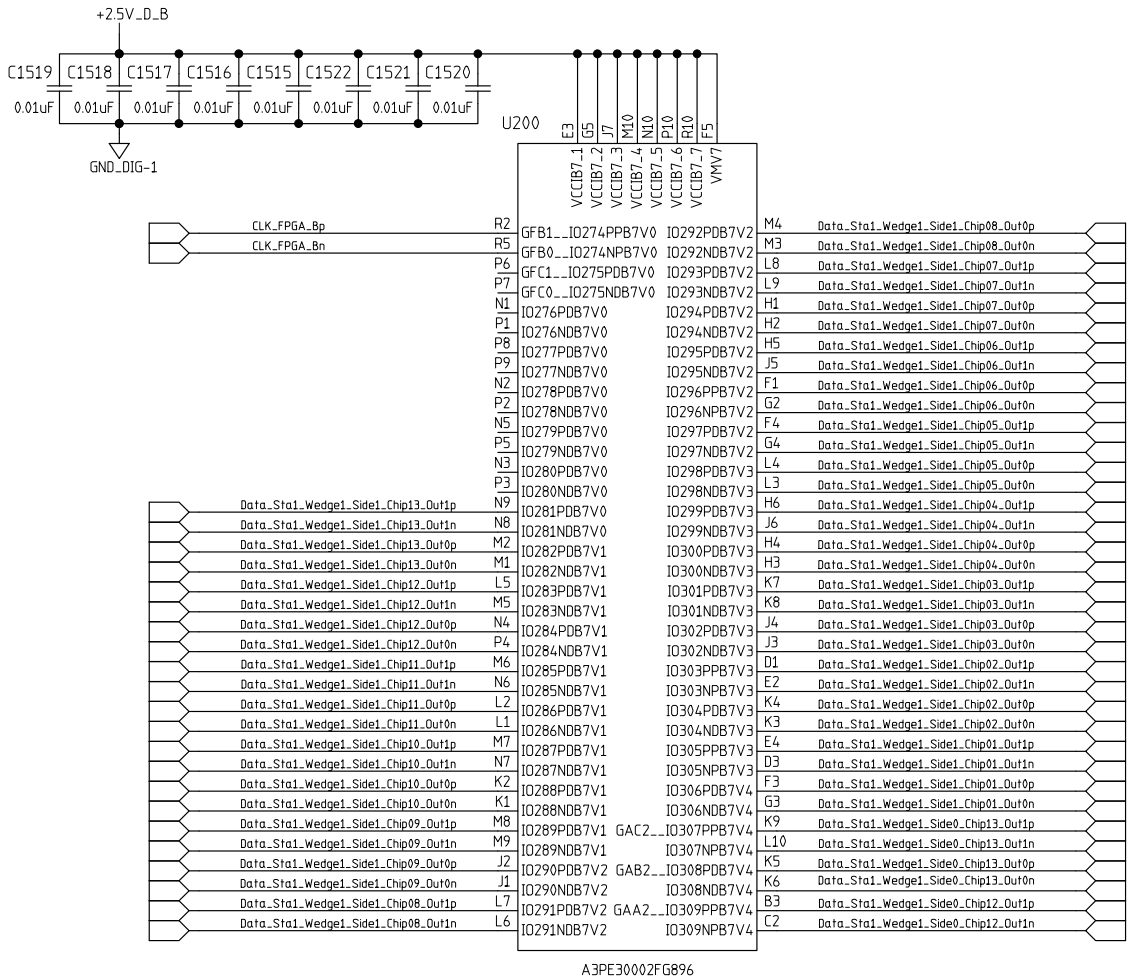 +2.5V_D_B
C1519 C1518 C1517 C1516 C1515 C1522 C1521 C1520
0.01uF 0.01uF 0.01uF 0.01uF 0.01uF 0.01uF 0.01uF 0.01uF
GND_DIG-1
U200
E3 G5 J7 M10 N10 P10 R10 F5
VCCIB7_1 VCCIB7_2 VCCIB7_3 VCCIB7_4 VCCIB7_5 VCCIB7_6 VCCIB7_7 VMV7
CLK_FPGA_Bp R2 GFB1__IO274PPB7V0 IO292PDB7V2 M4 Data_Sta1_Wedge1_Side1_Chip08_Out0p
CLK_FPGA_Bn R5 GFB0__IO274NPB7V0 IO292NDB7V2 M3 Data_Sta1_Wedge1_Side1_Chip08_Out0n
P6 GFC1__IO275PDB7V0 IO293PDB7V2 L8 Data_Sta1_Wedge1_Side1_Chip07_Out1p
P7 GFC0__IO275NDB7V0 IO293NDB7V2 L9 Data_Sta1_Wedge1_Side1_Chip07_Out1n
N1 IO276PDB7V0 IO294PDB7V2 H1 Data_Sta1_Wedge1_Side1_Chip07_Out0p
P1 IO276NDB7V0 IO294NDB7V2 H2 Data_Sta1_Wedge1_Side1_Chip07_Out0n
P8 IO277PDB7V0 IO295PDB7V2 H5 Data_Sta1_Wedge1_Side1_Chip06_Out1p
P9 IO277NDB7V0 IO295NDB7V2 J5 Data_Sta1_Wedge1_Side1_Chip06_Out1n
N2 IO278PDB7V0 IO296PPB7V2 F1 Data_Sta1_Wedge1_Side1_Chip06_Out0p
P2 IO278NDB7V0 IO296NPB7V2 G2 Data_Sta1_Wedge1_Side1_Chip06_Out0n
N5 IO279PDB7V0 IO297PDB7V2 F4 Data_Sta1_Wedge1_Side1_Chip05_Out1p
P5 IO279NDB7V0 IO297NDB7V2 G4 Data_Sta1_Wedge1_Side1_Chip05_Out1n
N3 IO280PDB7V0 IO298PDB7V3 L4 Data_Sta1_Wedge1_Side1_Chip05_Out0p
P3 IO280NDB7V0 IO298NDB7V3 L3 Data_Sta1_Wedge1_Side1_Chip05_Out0n
Data_Sta1_Wedge1_Side1_Chip13_Out1p N9 IO281PDB7V0 IO299PDB7V3 H6 Data_Sta1_Wedge1_Side1_Chip04_Out1p
Data_Sta1_Wedge1_Side1_Chip13_Out1n N8 IO281NDB7V0 IO299NDB7V3 J6 Data_Sta1_Wedge1_Side1_Chip04_Out1n
Data_Sta1_Wedge1_Side1_Chip13_Out0p M2 IO282PDB7V1 IO300PDB7V3 H4 Data_Sta1_Wedge1_Side1_Chip04_Out0p
Data_Sta1_Wedge1_Side1_Chip13_Out0n M1 IO282NDB7V1 IO300NDB7V3 H3 Data_Sta1_Wedge1_Side1_Chip04_Out0n
Data_Sta1_Wedge1_Side1_Chip12_Out1p L5 IO283PDB7V1 IO301PDB7V3 K7 Data_Sta1_Wedge1_Side1_Chip03_Out1p
Data_Sta1_Wedge1_Side1_Chip12_Out1n M5 IO283NDB7V1 IO301NDB7V3 K8 Data_Sta1_Wedge1_Side1_Chip03_Out1n
Data_Sta1_Wedge1_Side1_Chip12_Out0p N4 IO284PDB7V1 IO302PDB7V3 J4 Data_Sta1_Wedge1_Side1_Chip03_Out0p
Data_Sta1_Wedge1_Side1_Chip12_Out0n P4 IO284NDB7V1 IO302NDB7V3 J3 Data_Sta1_Wedge1_Side1_Chip03_Out0n
Data_Sta1_Wedge1_Side1_Chip11_Out1p M6 IO285PDB7V1 IO303PPB7V3 D1 Data_Sta1_Wedge1_Side1_Chip02_Out1p
Data_Sta1_Wedge1_Side1_Chip11_Out1n N6 IO285NDB7V1 IO303NPB7V3 E2 Data_Sta1_Wedge1_Side1_Chip02_Out1n
Data_Sta1_Wedge1_Side1_Chip11_Out0p L2 IO286PDB7V1 IO304PDB7V3 K4 Data_Sta1_Wedge1_Side1_Chip02_Out0p
Data_Sta1_Wedge1_Side1_Chip11_Out0n L1 IO286NDB7V1 IO304NDB7V3 K3 Data_Sta1_Wedge1_Side1_Chip02_Out0n
Data_Sta1_Wedge1_Side1_Chip10_Out1p M7 IO287PDB7V1 IO305PPB7V3 E4 Data_Sta1_Wedge1_Side1_Chip01_Out1p
Data_Sta1_Wedge1_Side1_Chip10_Out1n N7 IO287NDB7V1 IO305NPB7V3 D3 Data_Sta1_Wedge1_Side1_Chip01_Out1n
Data_Sta1_Wedge1_Side1_Chip10_Out0p K2 IO288PDB7V1 IO306PDB7V4 F3 Data_Sta1_Wedge1_Side1_Chip01_Out0p
Data_Sta1_Wedge1_Side1_Chip10_Out0n K1 IO288NDB7V1 IO306NDB7V4 G3 Data_Sta1_Wedge1_Side1_Chip01_Out0n
Data_Sta1_Wedge1_Side1_Chip09_Out1p M8 IO289PDB7V1 GAC2__IO307PPB7V4 K9 Data_Sta1_Wedge1_Side0_Chip13_Out1p
Data_Sta1_Wedge1_Side1_Chip09_Out1n M9 IO289NDB7V1 IO307NPB7V4 L10 Data_Sta1_Wedge1_Side0_Chip13_Out1n
Data_Sta1_Wedge1_Side1_Chip09_Out0p J2 IO290PDB7V2 GAB2__IO308PDB7V4 K5 Data_Sta1_Wedge1_Side0_Chip13_Out0p
Data_Sta1_Wedge1_Side1_Chip09_Out0n J1 IO290NDB7V2 IO308NDB7V4 K6 Data_Sta1_Wedge1_Side0_Chip13_Out0n
Data_Sta1_Wedge1_Side1_Chip08_Out1p L7 IO291PDB7V2 GAA2__IO309PPB7V4 B3 Data_Sta1_Wedge1_Side0_Chip12_Out1p
Data_Sta1_Wedge1_Side1_Chip08_Out1n L6 IO291NDB7V2 IO309NPB7V4 C2 Data_Sta1_Wedge1_Side0_Chip12_Out1n
A3PE30002FG896